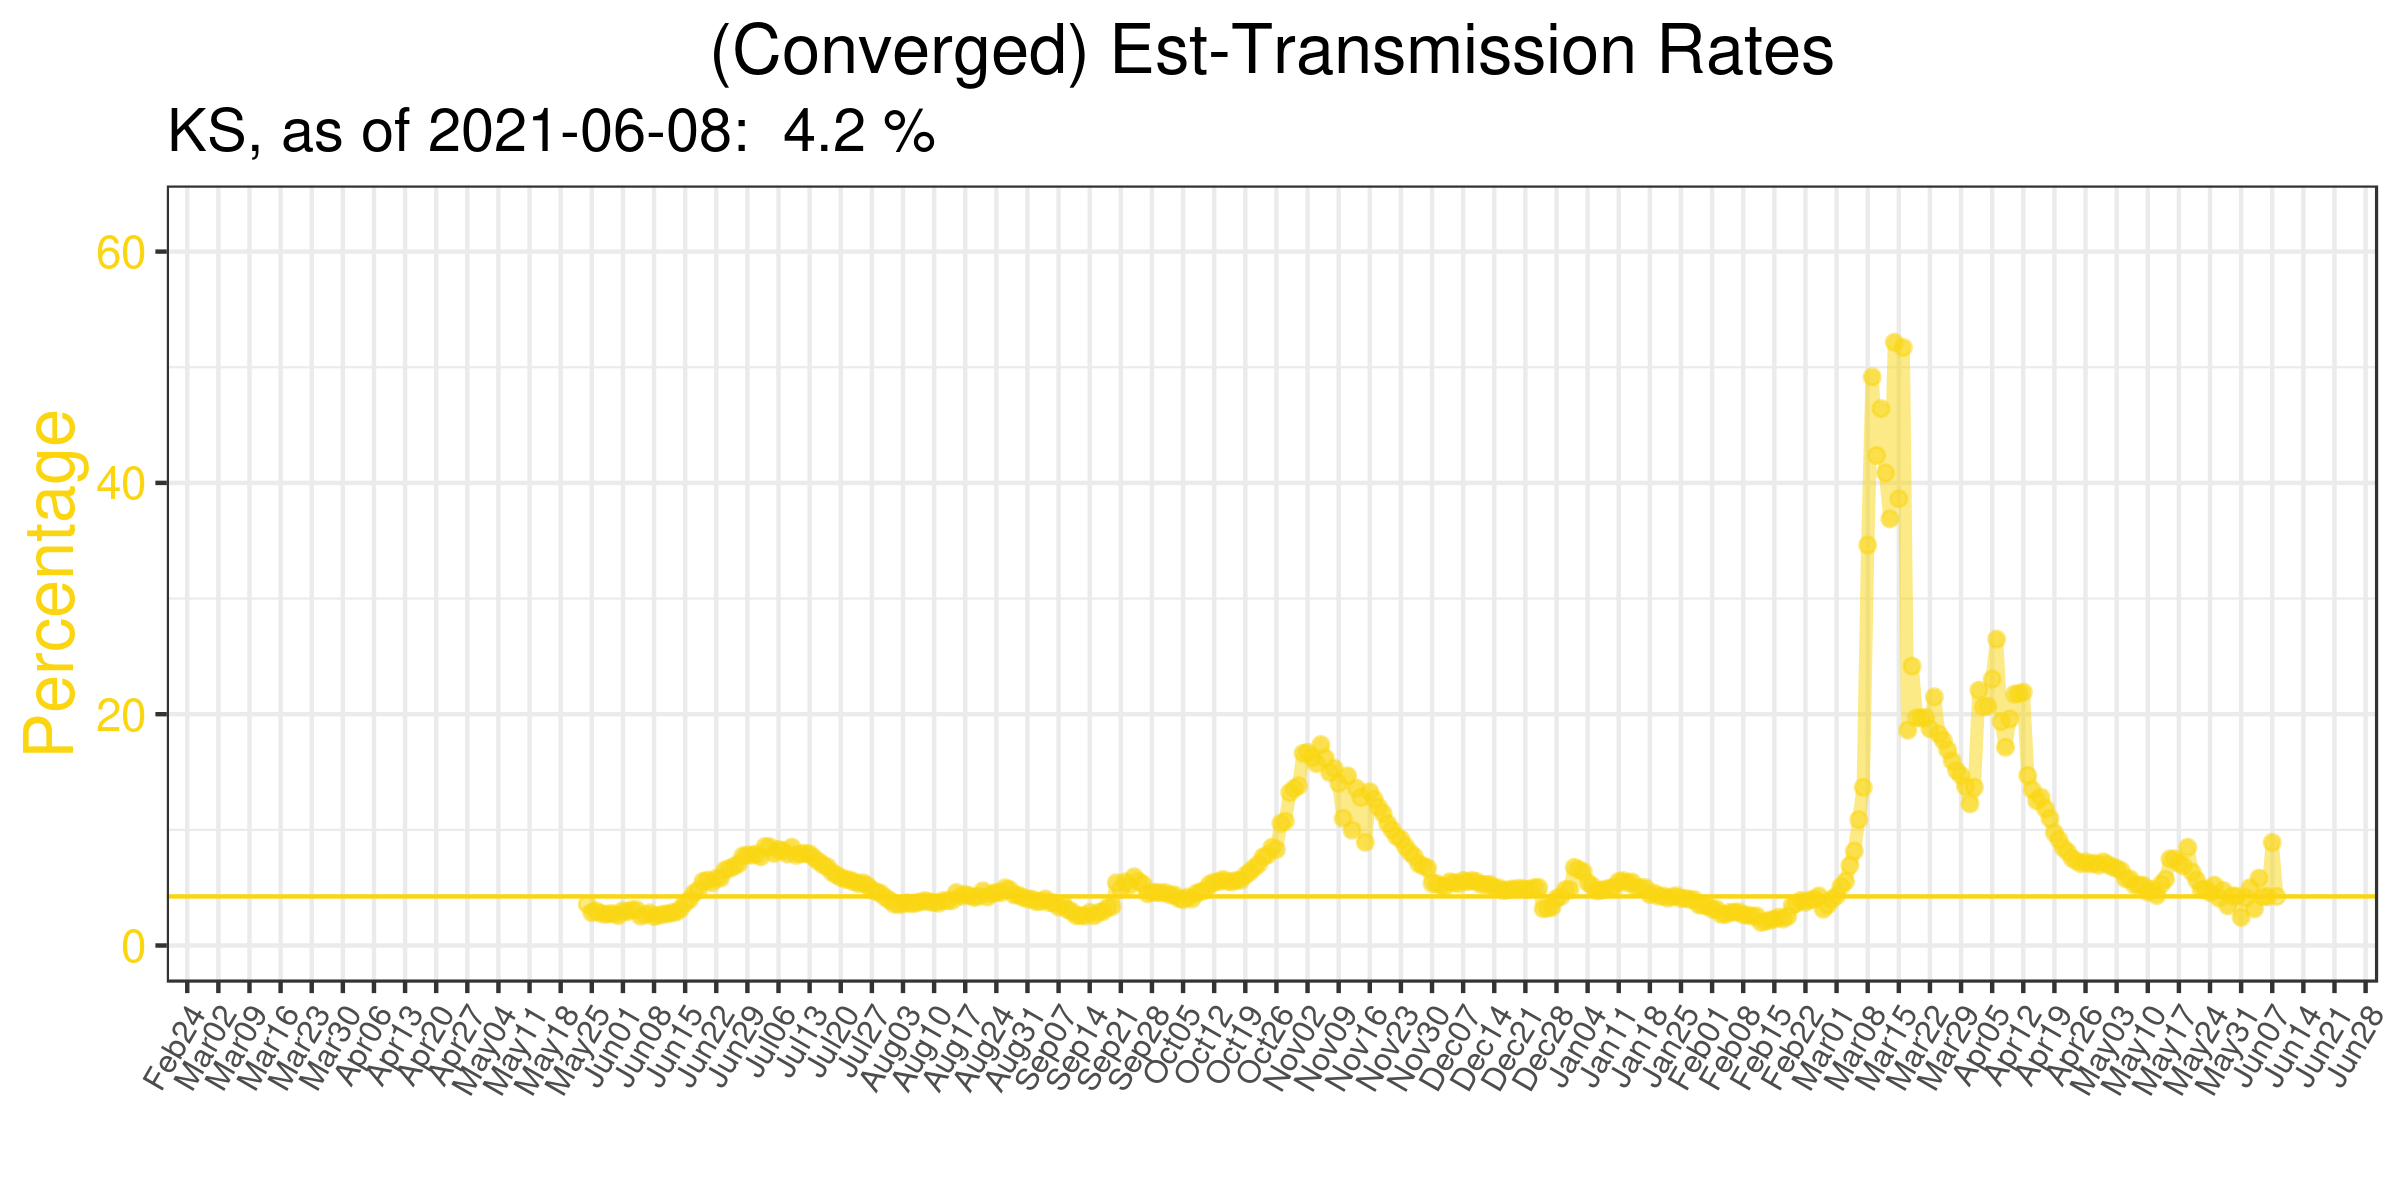 (Converged) Est-Transmission Rates
KS, as of 2021-06-08:  4.2 %
Percentage
60
40
20
0
Feb24
Mar02
Mar09
Mar16
Mar23
Mar30
Apr06
Apr13
Apr20
Apr27
May04
May11
May18
May25
Jun01
Jun08
Jun15
Jun22
Jun29
Jul06
Jul13
Jul20
Jul27
Aug03
Aug10
Aug17
Aug24
Aug31
Sep07
Sep14
Sep21
Sep28
Oct05
Oct12
Oct19
Oct26
Nov02
Nov09
Nov16
Nov23
Nov30
Dec07
Dec14
Dec21
Dec28
Jan04
Jan11
Jan18
Jan25
Feb01
Feb08
Feb15
Feb22
Mar01
Mar08
Mar15
Mar22
Mar29
Apr05
Apr12
Apr19
Apr26
May03
May10
May17
May24
May31
Jun07
Jun14
Jun21
Jun28